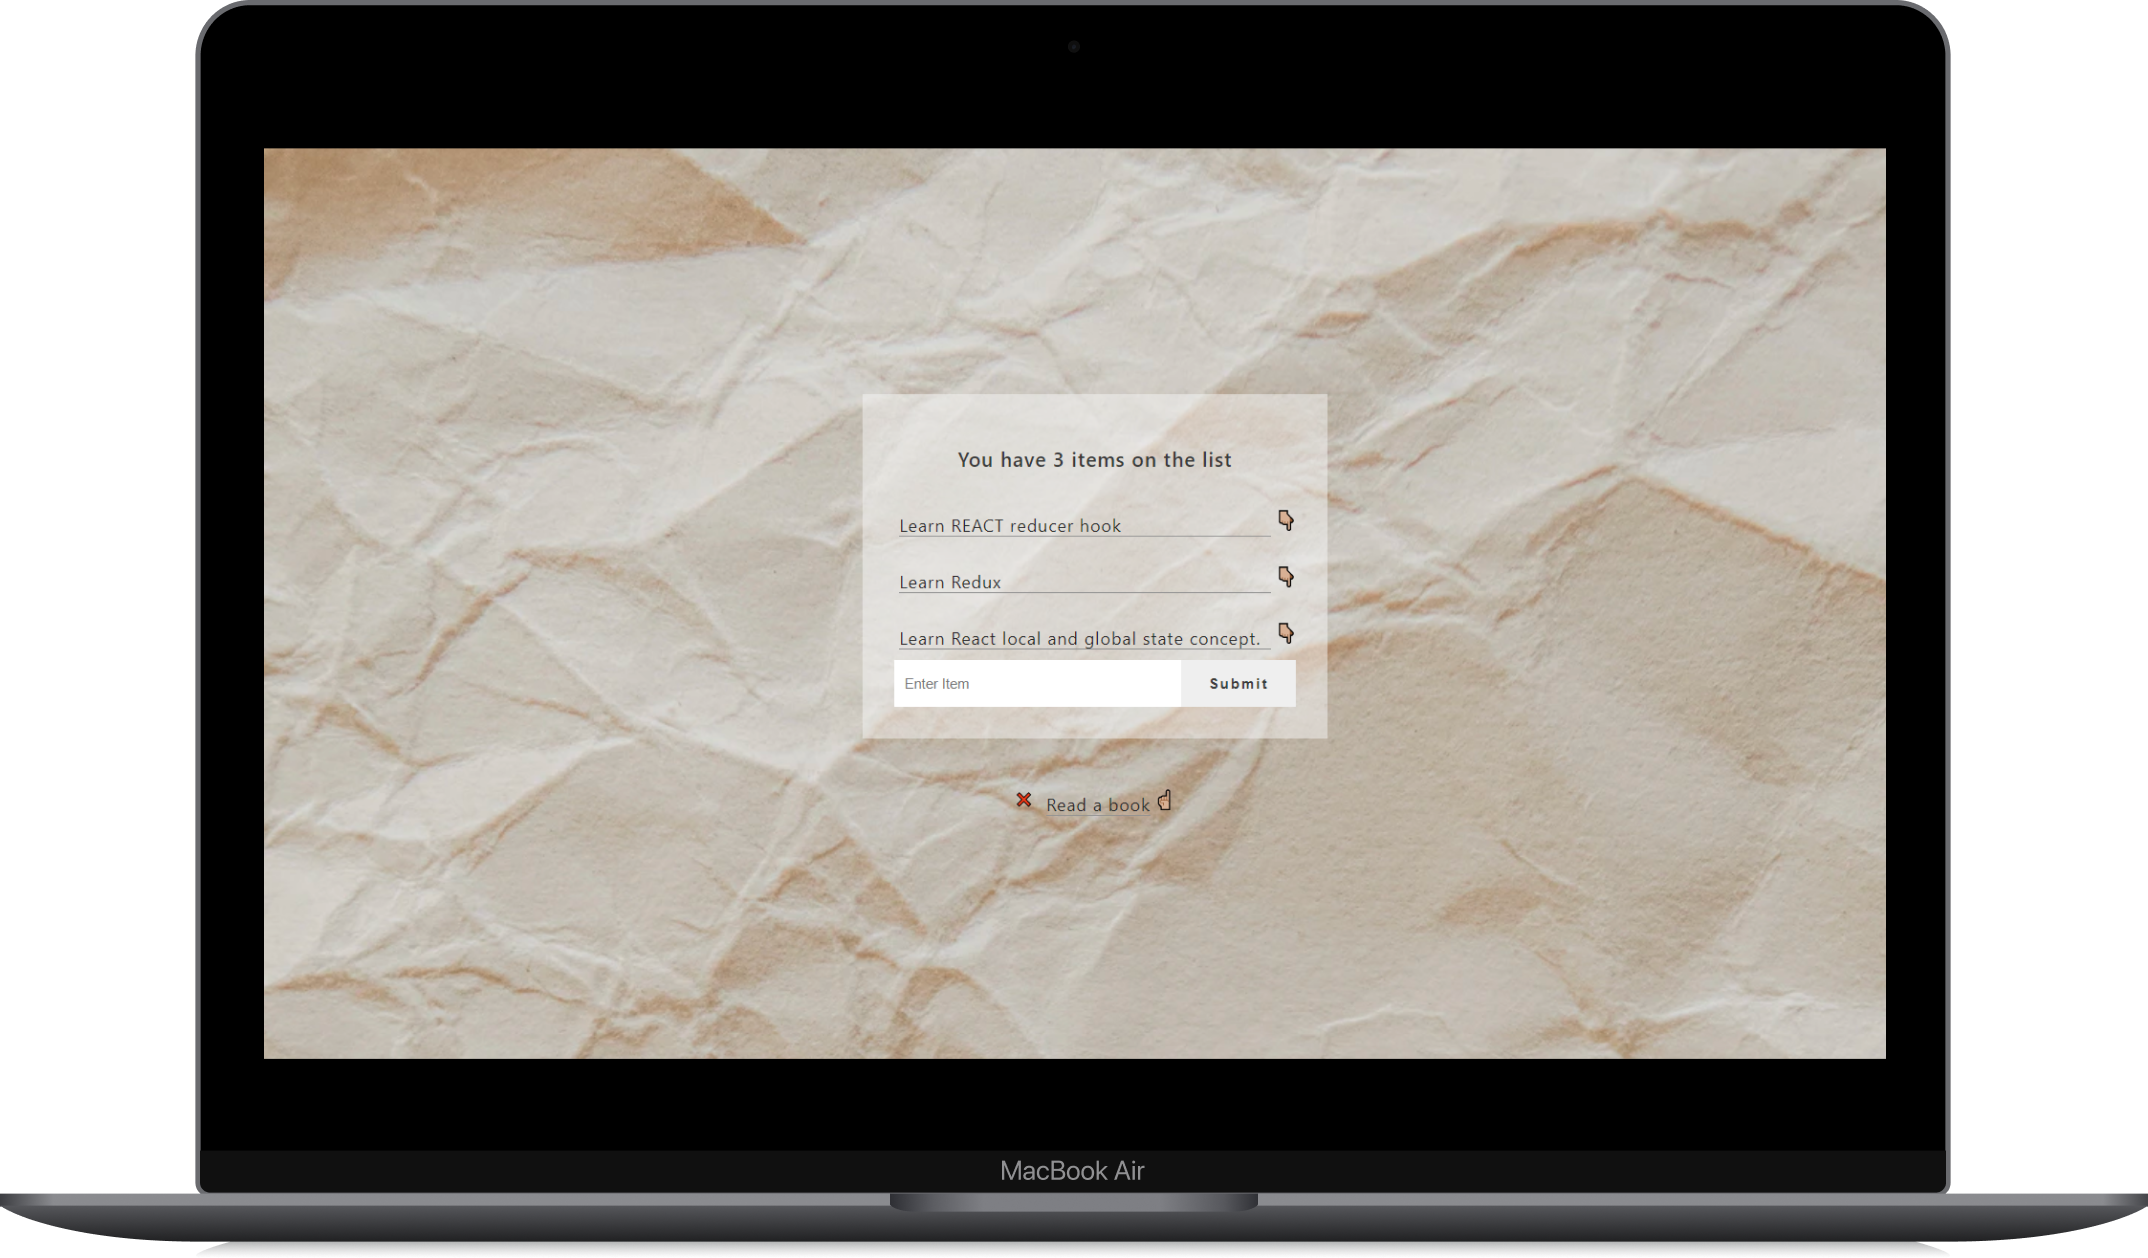 You have 3 items on the list
Learn REACT reducer hook
Learn Redux
Learn React local and global state concept.
Enter Item
Submit
Read a book
MacBook Air